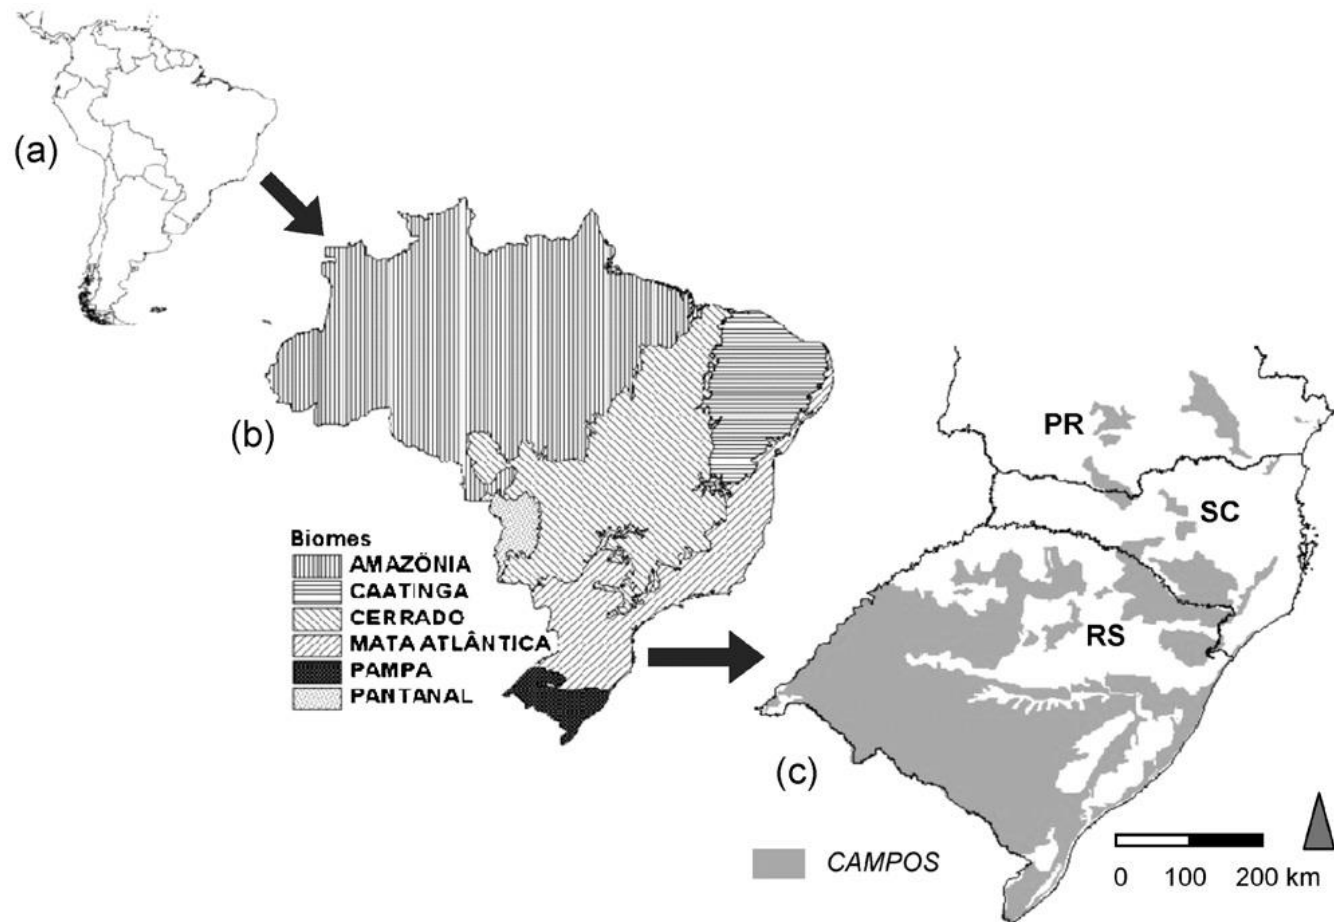 (a)
(b)
Biomes
AMAZÔNIA
CAATINGA
CERRADO
MATA ATLÂNTICA
PAMPA
PANTANAL
PR
SC
RS
(c)
CAMPOS
0 100 200 km